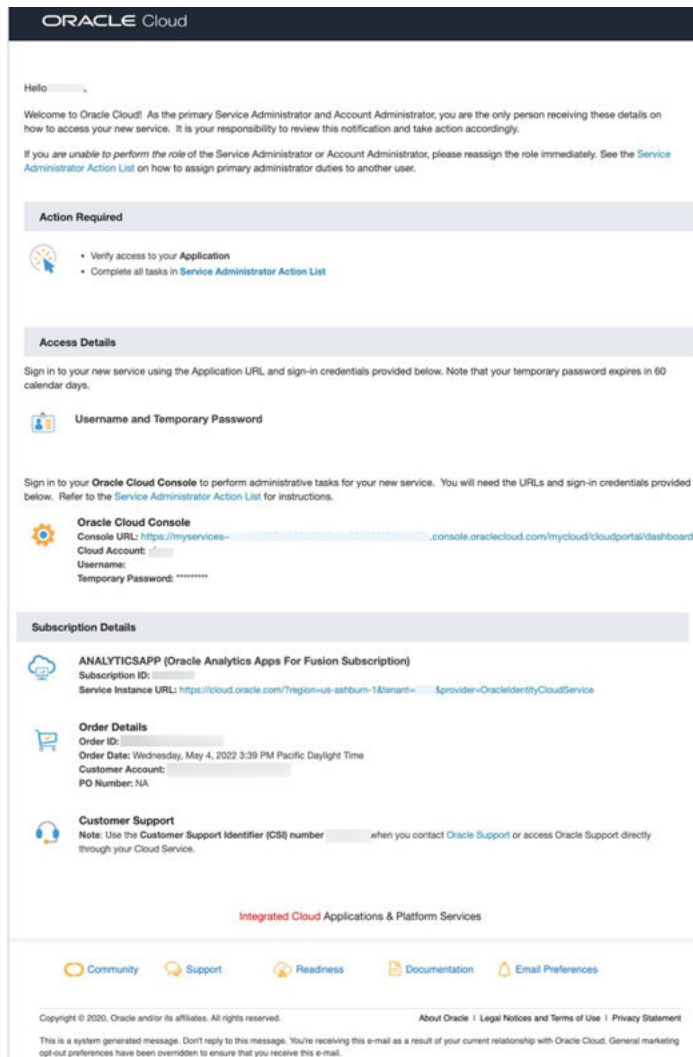 ORACLE Cloud
Hello ,
Welcome to Oracle Cloud! As the primary Service Administrator and Account Administrator, you are the only person receiving these details on
how to access your new service. It is your responsibility to review this notification and take action accordingly.
If you are unable to perform the role of the Service Administrator or Account Administrator, please reassign the role immediately. See the Service
Administrator Action List on how to assign primary administrator duties to another user.
Action Required
• Verify access to your Application
• Complete all tasks in Service Administrator Action List
Access Details
Sign in to your new service using the Application URL and sign-in credentials provided below. Note that your temporary password expires in 60
calendar days.
Username and Temporary Password
Sign in to your Oracle Cloud Console to perform administrative tasks for your new service. You will need the URLs and sign-in credentials provided
below. Refer to the Service Administrator Action List for instructions.
Oracle Cloud Console
Console URL: https://myservices- .console.oraclecloud.com/mycloud/cloudportal/dashboard
Cloud Account:
Username:
Temporary Password: *********
Subscription Details
ANALYTICSAPP (Oracle Analytics Apps For Fusion Subscription)
Subscription ID:
Service Instance URL: https://cloud.oracle.com/?region=us-ashburn-1&tenant= &provider=OracleIdentityCloudService
Order Details
Order ID:
Order Date: Wednesday, May 4, 2022 3:39 PM Pacific Daylight Time
Customer Account:
PO Number: NA
Customer Support
Note: Use the Customer Support Identifier (CSI) number when you contact Oracle Support or access Oracle Support directly
through your Cloud Service.
Integrated Cloud Applications & Platform Services
Community Support Readiness Documentation Email Preferences
Copyright © 2020, Oracle and/or its affiliates. All rights reserved. About Oracle | Legal Notices and Terms of Use | Privacy Statement
This is a system generated message. Don't reply to this message. You're receiving this e-mail as a result of your current relationship with Oracle Cloud. General marketing
opt-out preferences have been overridden to ensure that you receive this e-mail.